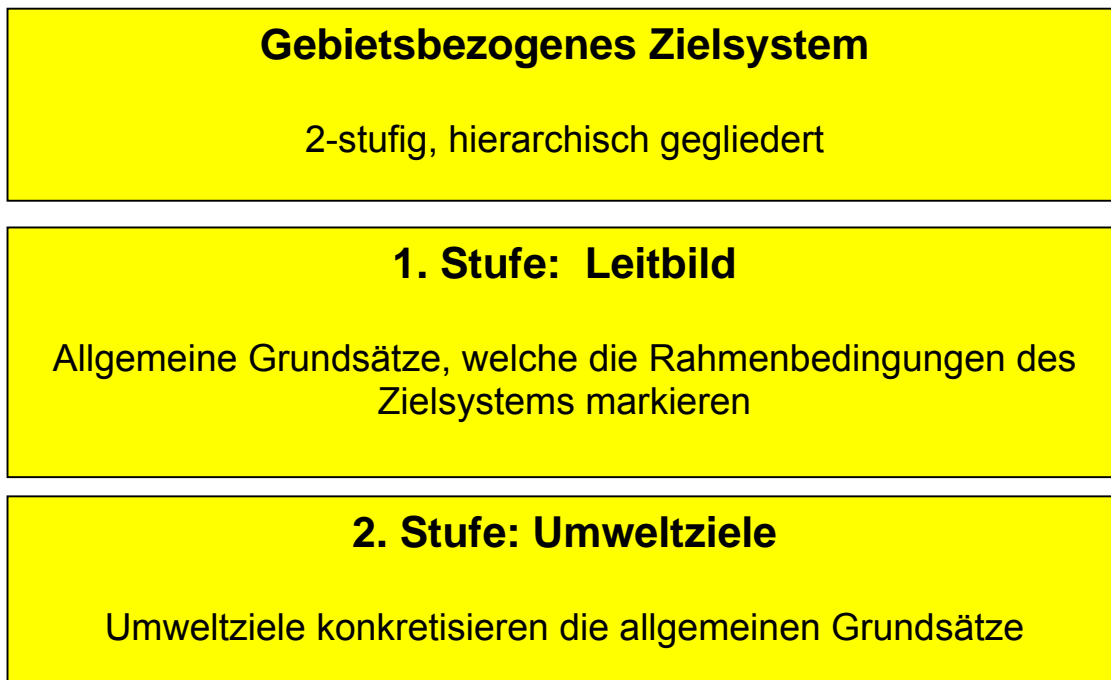 Gebietsbezogenes Zielsystem
2-stufig, hierarchisch gegliedert
1. Stufe:  Leitbild
Allgemeine Grundsätze, welche die Rahmenbedingungen des
Zielsystems markieren
2. Stufe: Umweltziele
Umweltziele konkretisieren die allgemeinen Grundsätze